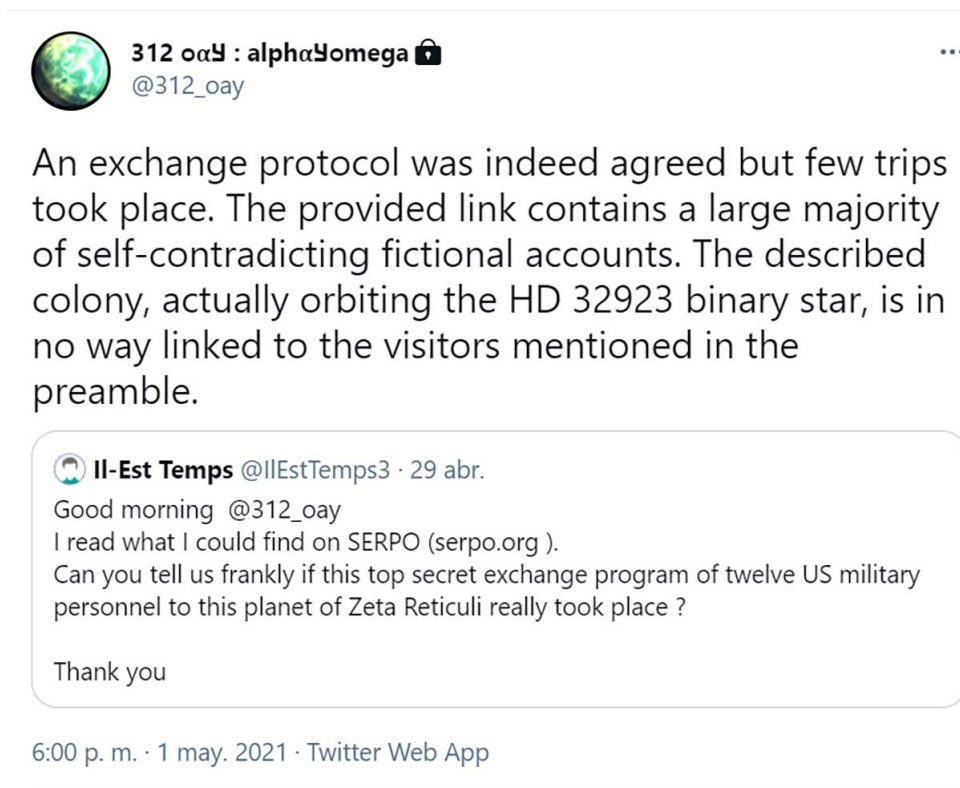 312 oαУ : alphαУomega
@312_oay
An exchange protocol was indeed agreed but few trips
took place. The provided link contains a large majority
of self-contradicting fictional accounts. The described
colony, actually orbiting the HD 32923 binary star, is in
no way linked to the visitors mentioned in the
preamble.
Il-Est Temps @IlEstTemps3 · 29 abr.
Good morning @312_oay
I read what I could find on SERPO (serpo.org ).
Can you tell us frankly if this top secret exchange program of twelve US military
personnel to this planet of Zeta Reticuli really took place ?
Thank you
6:00 p. m. · 1 may. 2021 · Twitter Web App